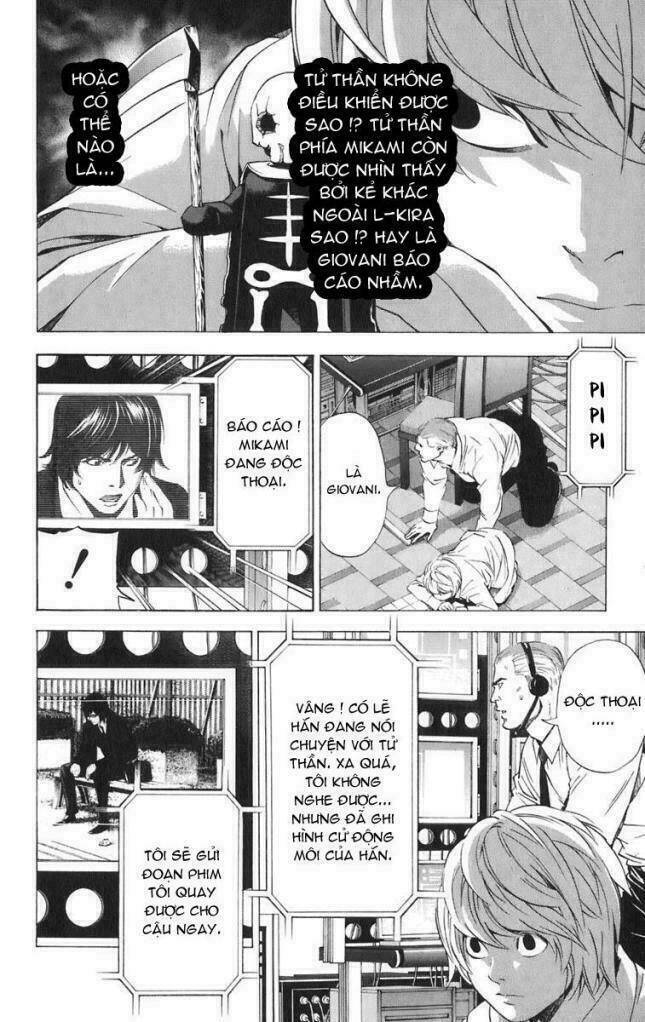 TỬ THẦN KHÔNG
ĐIỀU KHIỂN ĐƯỢC
SAO !? TỬ THẦN
PHÍA MIKAMI CÒN
ĐƯỢC NHÌN THẤY
BỞI KẺ KHÁC
NGOÀI L-KIRA
SAO !? HAY LÀ
GIOVANI BÁO
CÁO NHẦM.
HOẶC
CÓ
THỂ
NÀO
LÀ...
PI
PI
PI
LÀ
GIOVANI.
BÁO CÁO !
MIKAMI
ĐANG ĐỘC
THOẠI.
!
ĐỘC THOẠI
.....
VÂNG ! CÓ LẼ
HẮN ĐANG NÓI
CHUYỆN VỚI TỬ
THẦN. XA QUÁ,
TÔI KHÔNG
NGHE ĐƯỢC...
NHƯNG ĐÃ GHI
HÌNH CỬ ĐỘNG
MÔI CỦA HẮN.
TÔI SẼ GỬI
ĐOẠN PHIM
TÔI QUAY
ĐƯỢC CHO
CẬU NGAY.